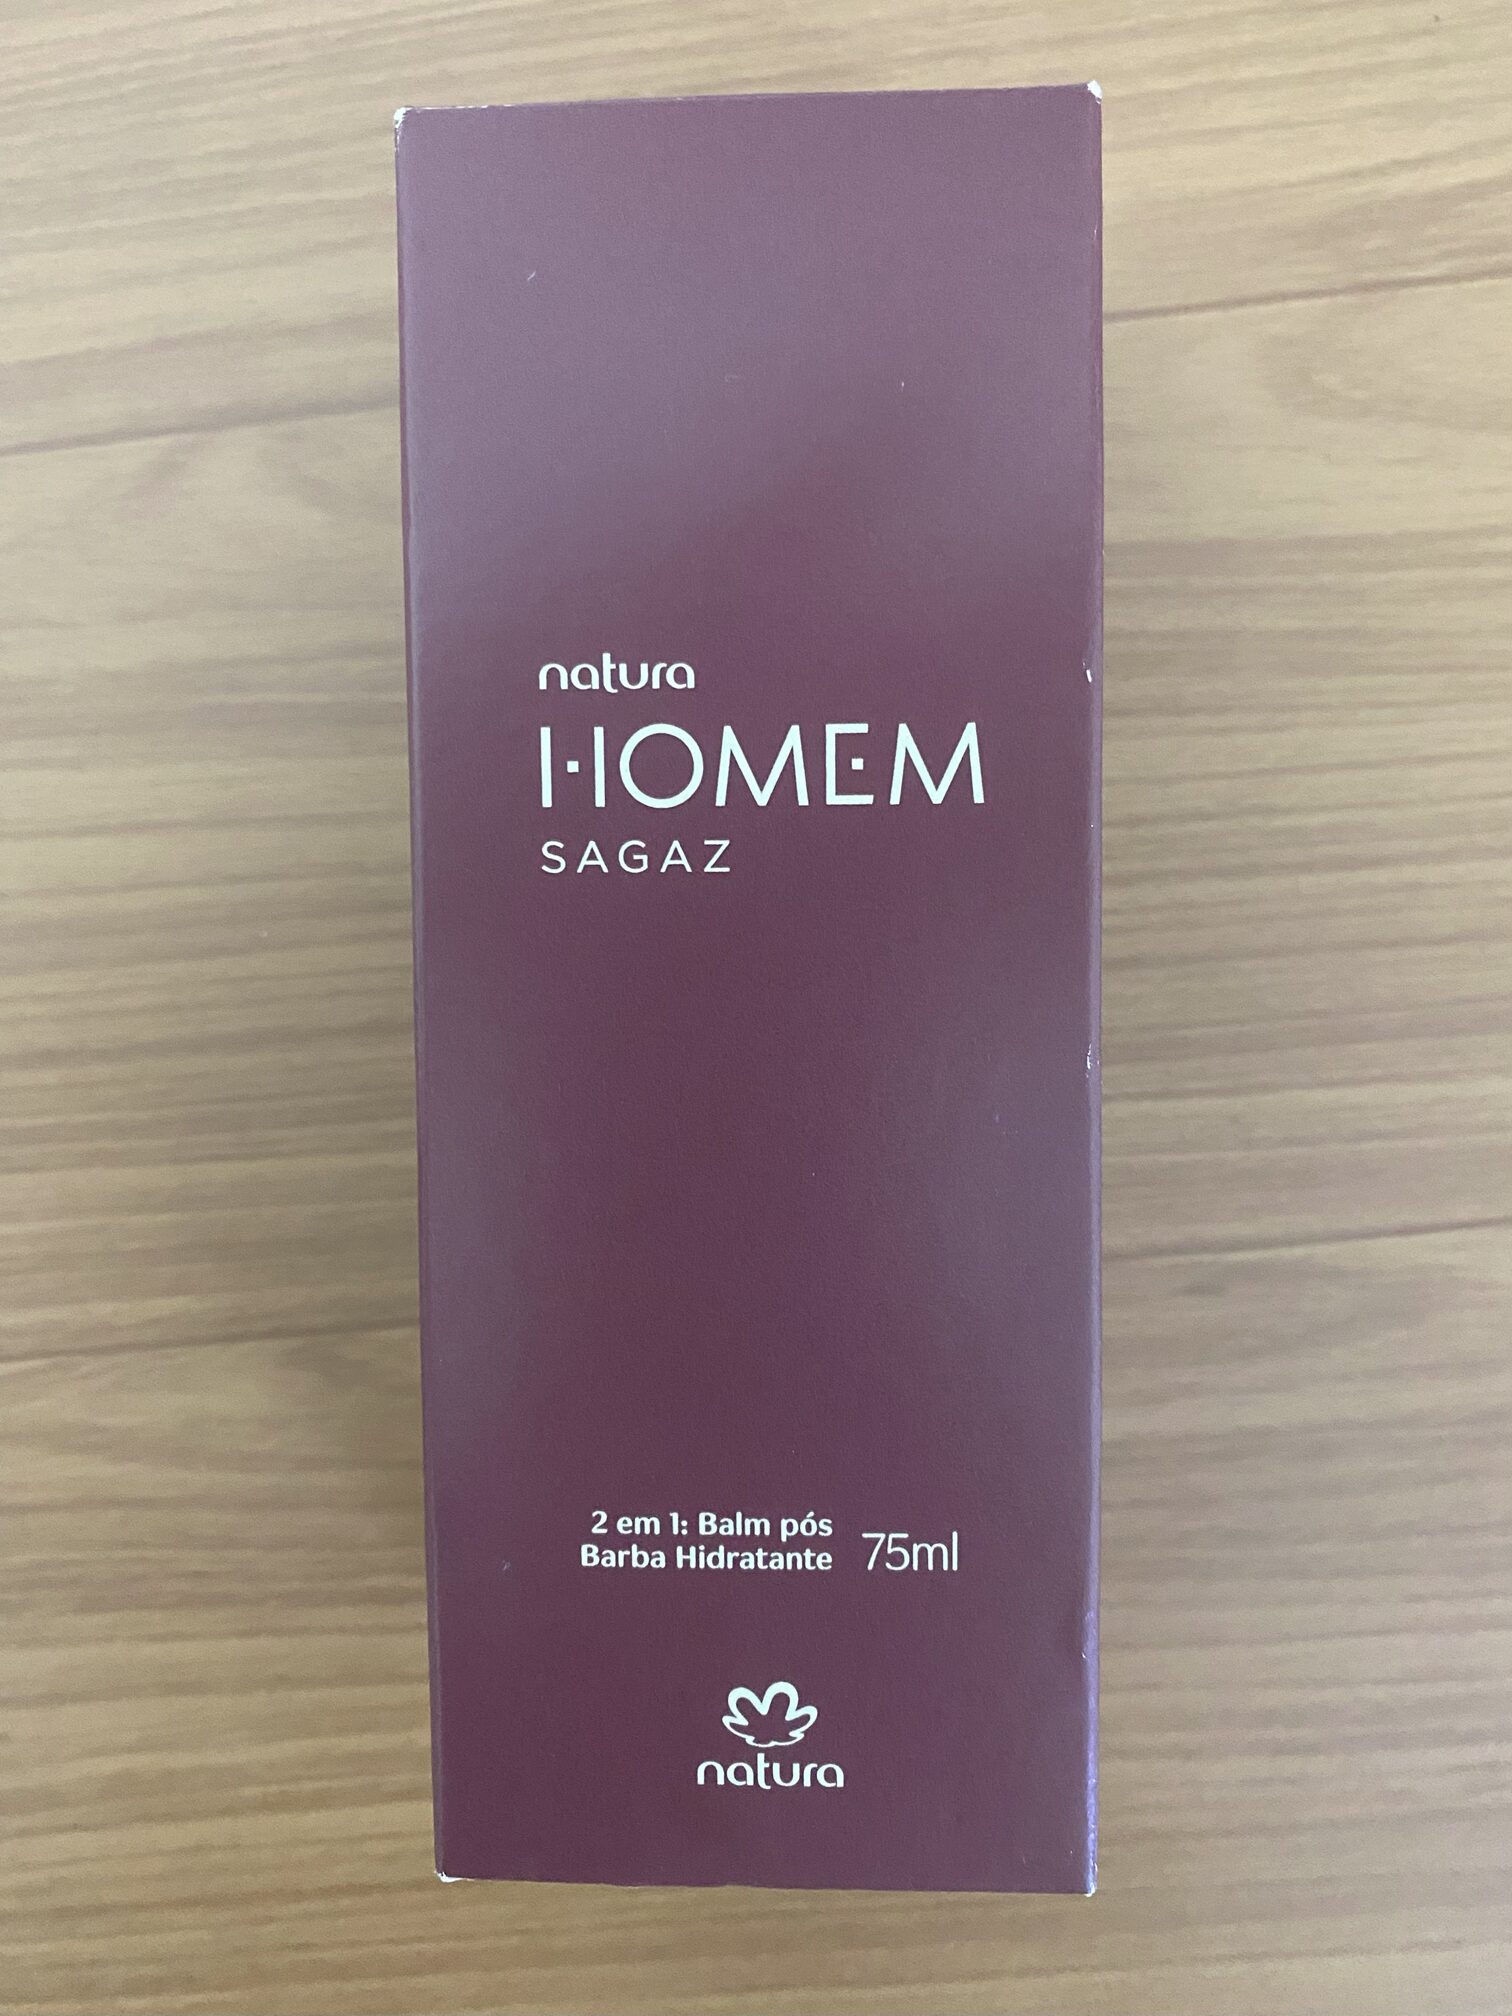 natura
HOMEM
SAGAZ
2 em 1: Balm pós
Barba Hidratante 75ml
natura